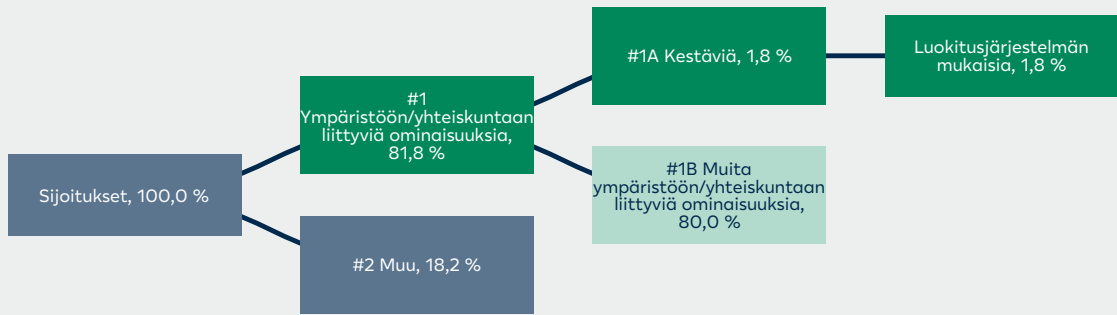 Sijoitukset, 100,0 %
#1
Ympäristöön/yhteiskuntaan
liittyviä ominaisuuksia,
81,8 %
#2 Muu, 18,2 %
#1A Kestäviä, 1,8 %
#1B Muita
ympäristöön/yhteiskuntaan
liittyviä ominaisuuksia,
80,0 %
Luokitusjärjestelmän
mukaisia, 1,8 %